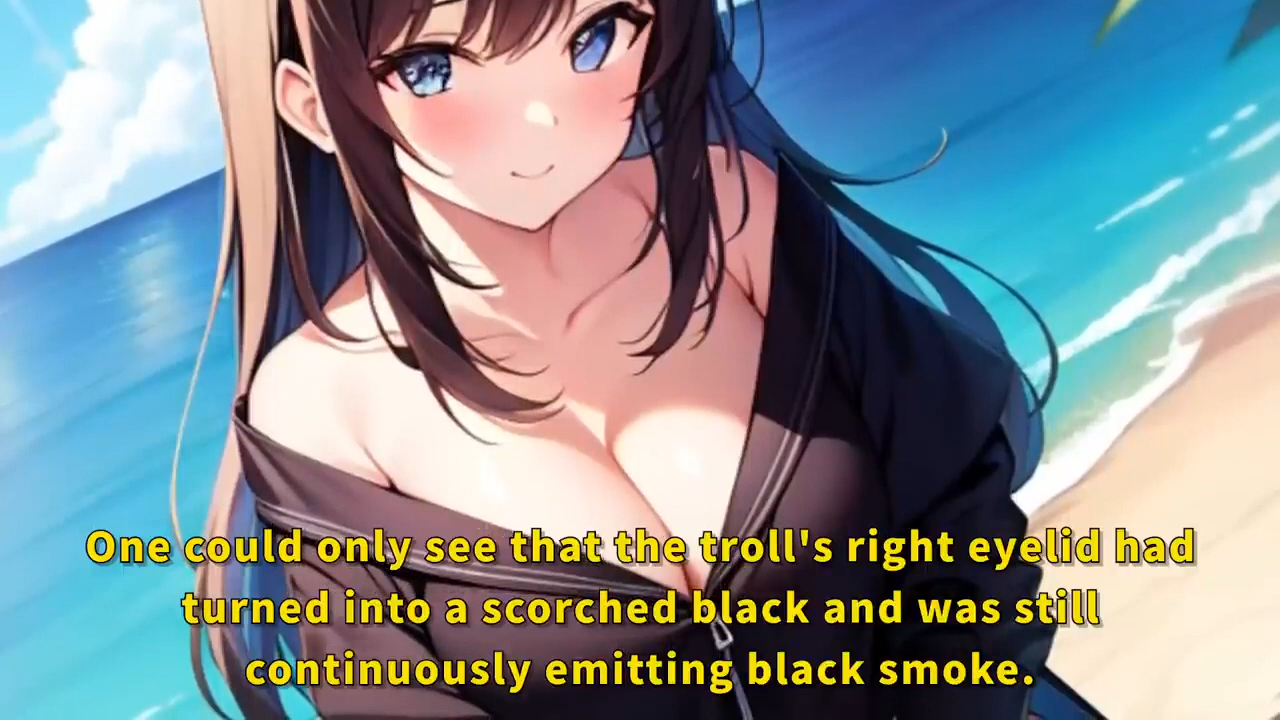 One could only see that the troll's right eyelid had
turned into a scorched black and was still
continuously emitting black smoke.